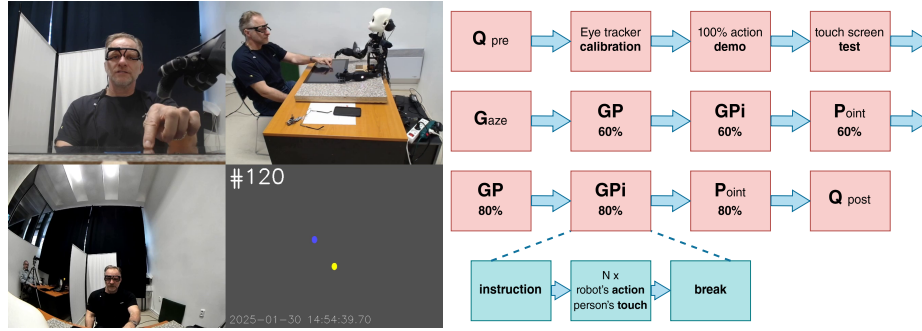 #120
2025-01-30 14:54:39.70
Q pre
Eye tracker
calibration
100% action
demo
touch screen
test
Gaze
GP
60%
GPi
60%
Point
60%
GP
80%
GPi
80%
Point
80%
Q post
instruction
N x
robot's action
person's touch
break